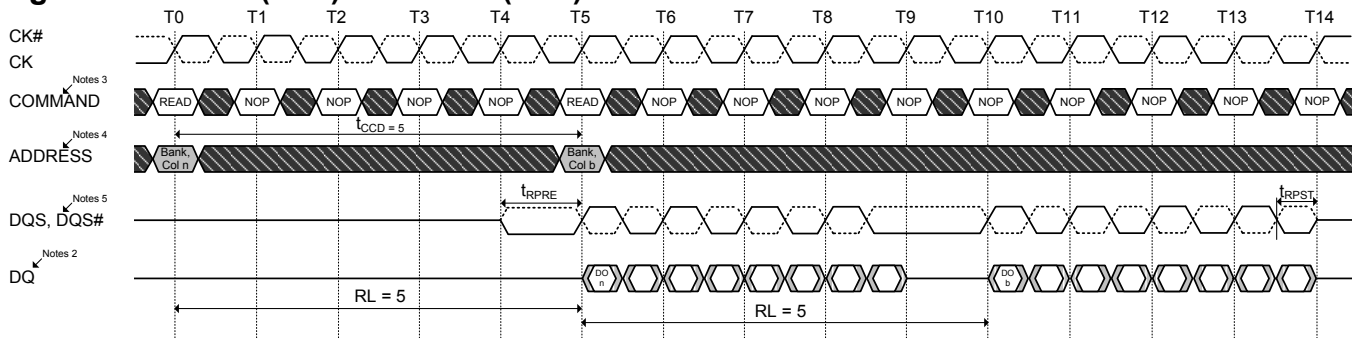 T0 T1 T2 T3 T4 T5 T6 T7 T8 T9 T10 T11 T12 T13 T14
CK#
CK
Notes 3
COMMAND READ NOP NOP NOP NOP READ NOP NOP NOP NOP NOP NOP NOP NOP NOP
tCCD = 5
Notes 4
ADDRESS
Bank, Col n
Bank, Col b
tRPRE
tRPST
Notes 5
DQS, DQS#
Notes 2
DQ
DO n
DO b
RL = 5
RL = 5